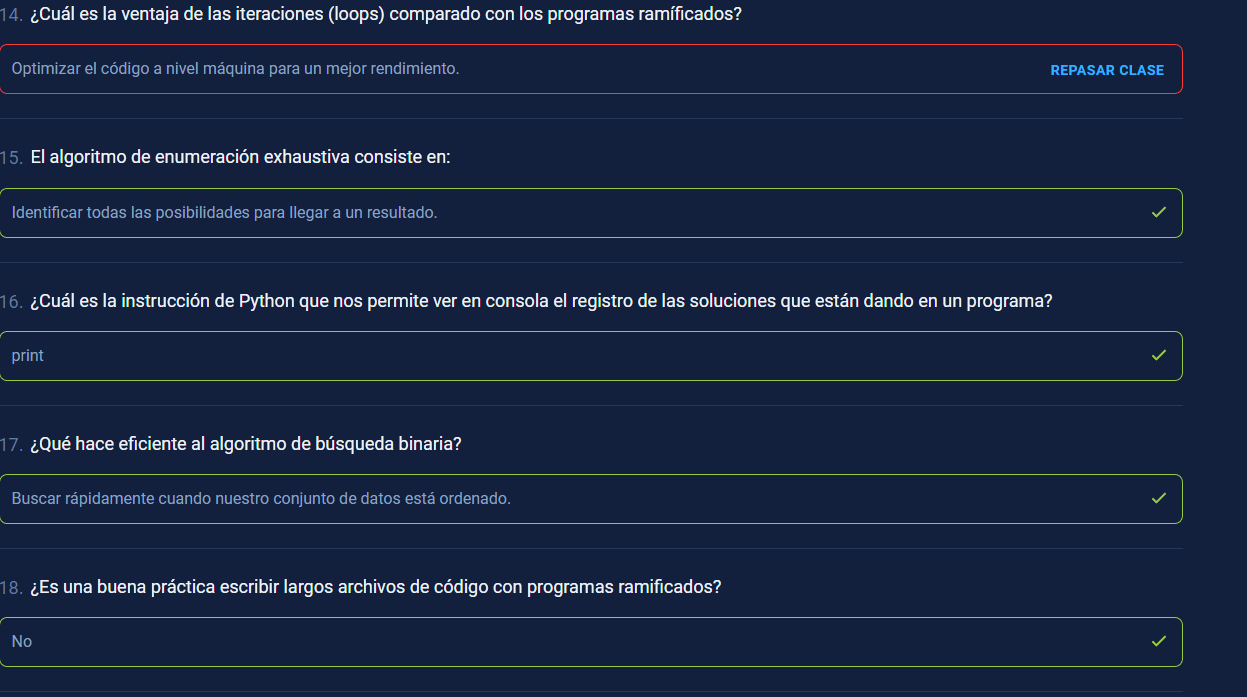 14. ¿Cuál es la ventaja de las iteraciones (loops) comparado con los programas ramíficados?
Optimizar el código a nivel máquina para un mejor rendimiento. REPASAR CLASE
15. El algoritmo de enumeración exhaustiva consiste en:
Identificar todas las posibilidades para llegar a un resultado.
16. ¿Cuál es la instrucción de Python que nos permite ver en consola el registro de las soluciones que están dando en un programa?
print
17. ¿Qué hace eficiente al algoritmo de búsqueda binaria?
Buscar rápidamente cuando nuestro conjunto de datos está ordenado.
18. ¿Es una buena práctica escribir largos archivos de código con programas ramificados?
No